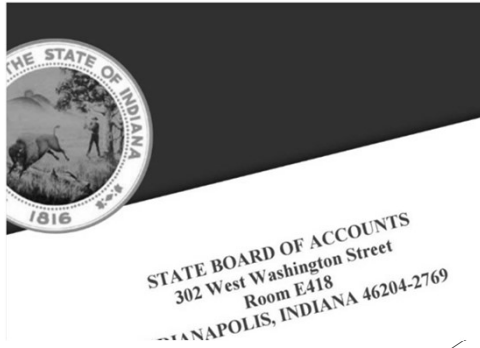 THE STATE OF INDIANA
1816
STATE BOARD OF ACCOUNTS
302 West Washington Street
Room E418
DIANAPOLIS, INDIANA 46204-2769